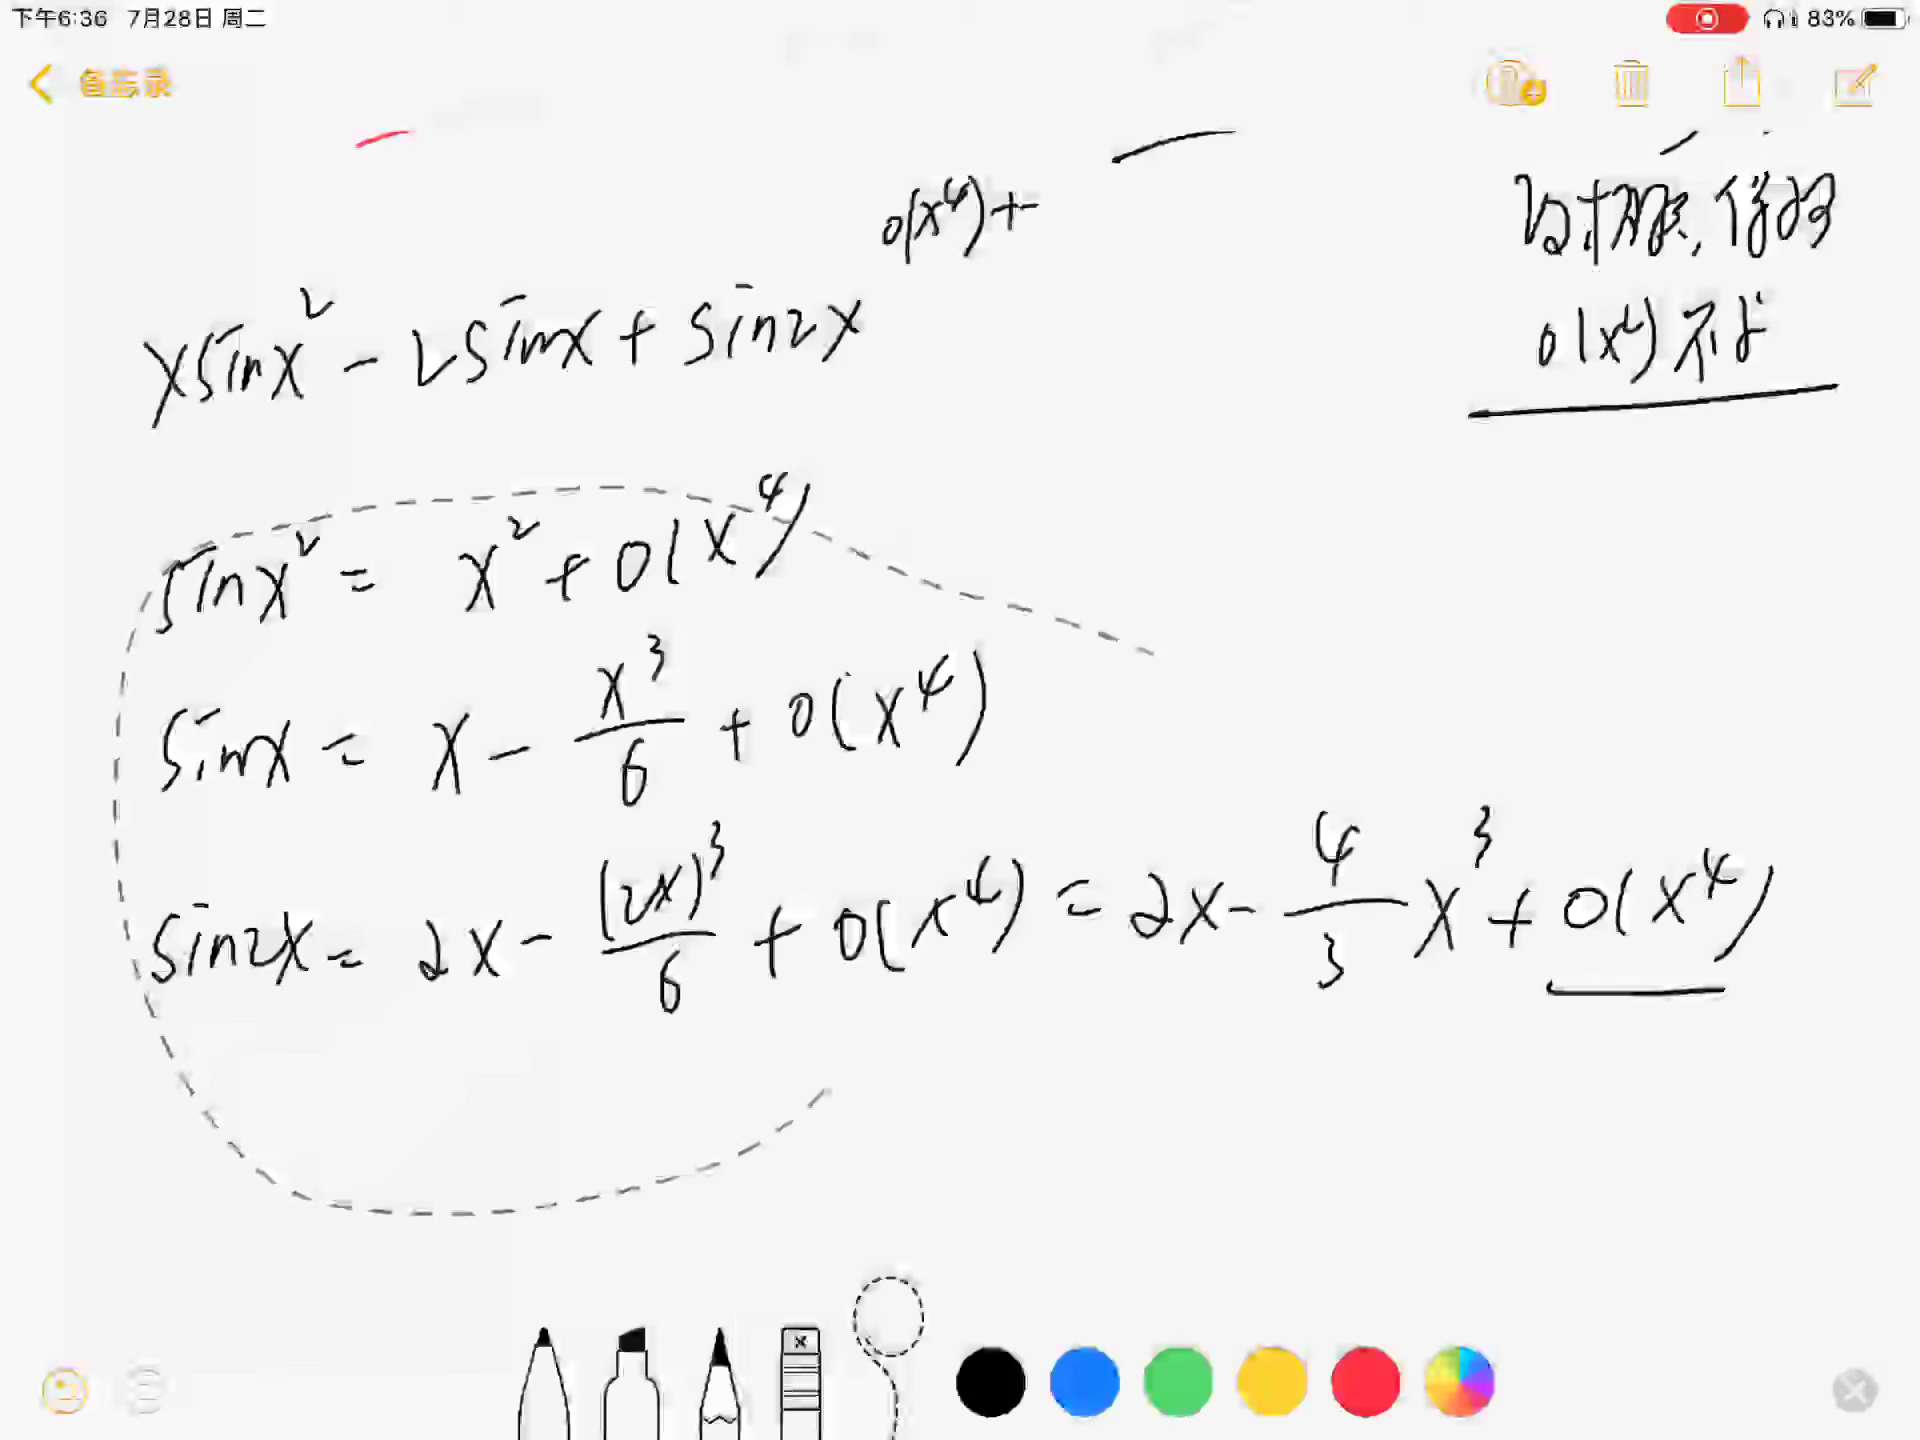 下午6:36 7月28日 周二
83%
备忘录
o(x⁴)+
o(x⁴)不
x sin x² - 2 sin x + sin 2x
sin x² = x² + o(x⁴)
sin x = x - x³/6 + o(x⁴)
sin 2x = 2x - (2x)³/6 + o(x⁴) = 2x - 4/3 x³ + o(x⁴)